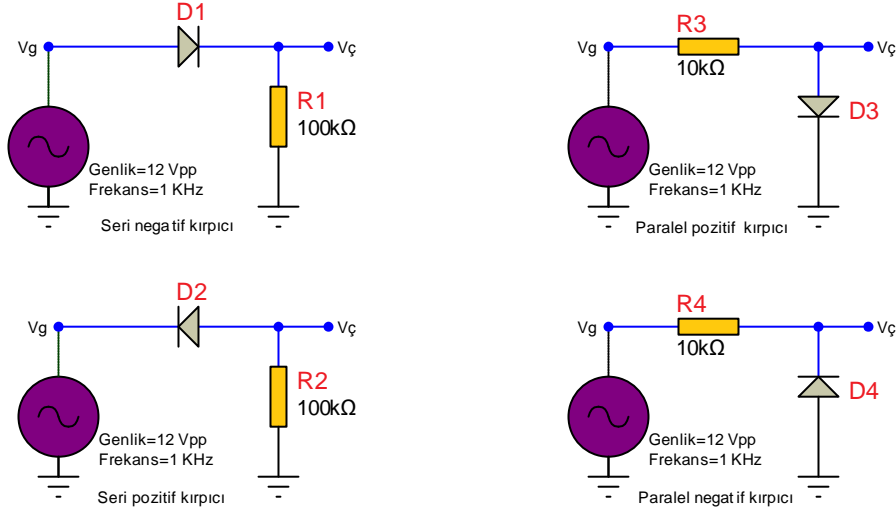 D1
Vg
Vç
R1
100kΩ
Genlik=12 Vpp
Frekans=1 KHz
Seri negatif kırpıcı
R3
Vg
Vç
10kΩ
D3
Genlik=12 Vpp
Frekans=1 KHz
Paralel pozitif kırpıcı
D2
Vg
Vç
R2
100kΩ
Genlik=12 Vpp
Frekans=1 KHz
Seri pozitif kırpıcı
R4
Vg
Vç
10kΩ
D4
Genlik=12 Vpp
Frekans=1 KHz
Paralel negatif kırpıcı